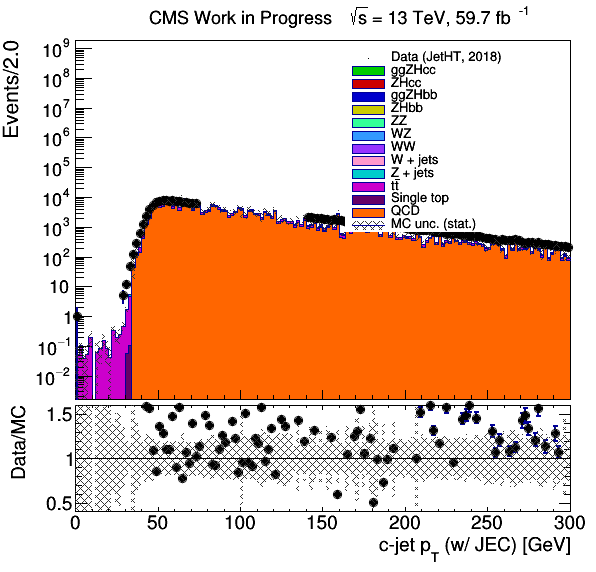 CMS Work in Progress √s = 13 TeV, 59.7 fb⁻¹
Events/2.0
10⁹
10⁸
10⁷
10⁶
10⁵
10⁴
10³
10²
10
1
10⁻¹
10⁻²
Data (JetHT, 2018)
ggZHcc
ZHcc
ggZHbb
ZHbb
ZZ
WZ
WW
W + jets
Z + jets
tt̄
Single top
QCD
MC unc. (stat.)
Data/MC
1.5
1
0.5
0 50 100 150 200 250 300
c-jet p_T (w/ JEC) [GeV]